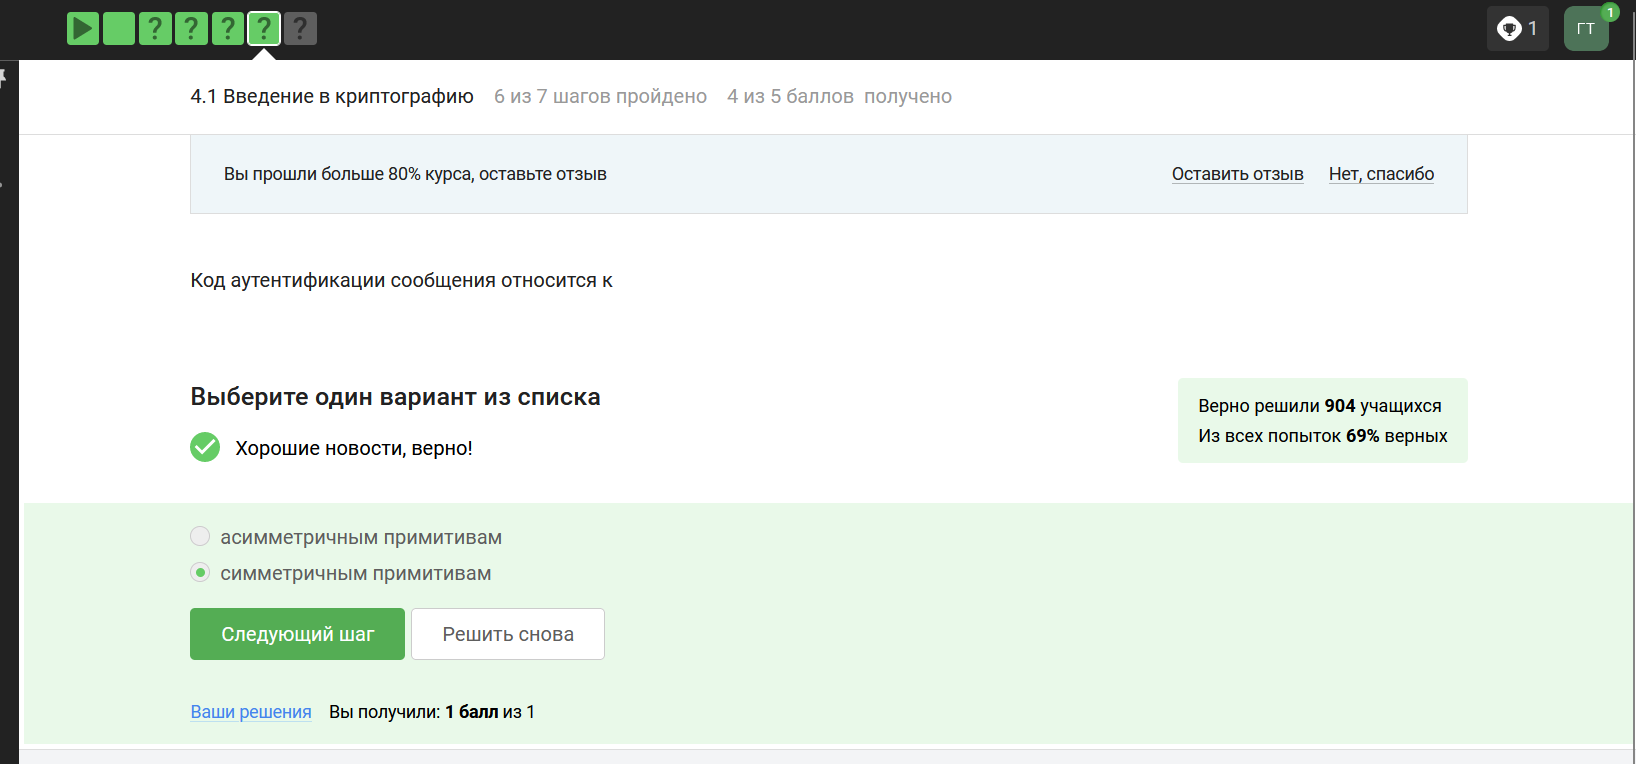 ? ? ? ? ?
1
ГТ
1
4.1 Введение в криптографию 6 из 7 шагов пройдено 4 из 5 баллов получено
Вы прошли больше 80% курса, оставьте отзыв Оставить отзыв Нет, спасибо
Код аутентификации сообщения относится к
Выберите один вариант из списка
Верно решили 904 учащихся
Из всех попыток 69% верных
Хорошие новости, верно!
асимметричным примитивам
симметричным примитивам
Следующий шаг Решить снова
Ваши решения Вы получили: 1 балл из 1